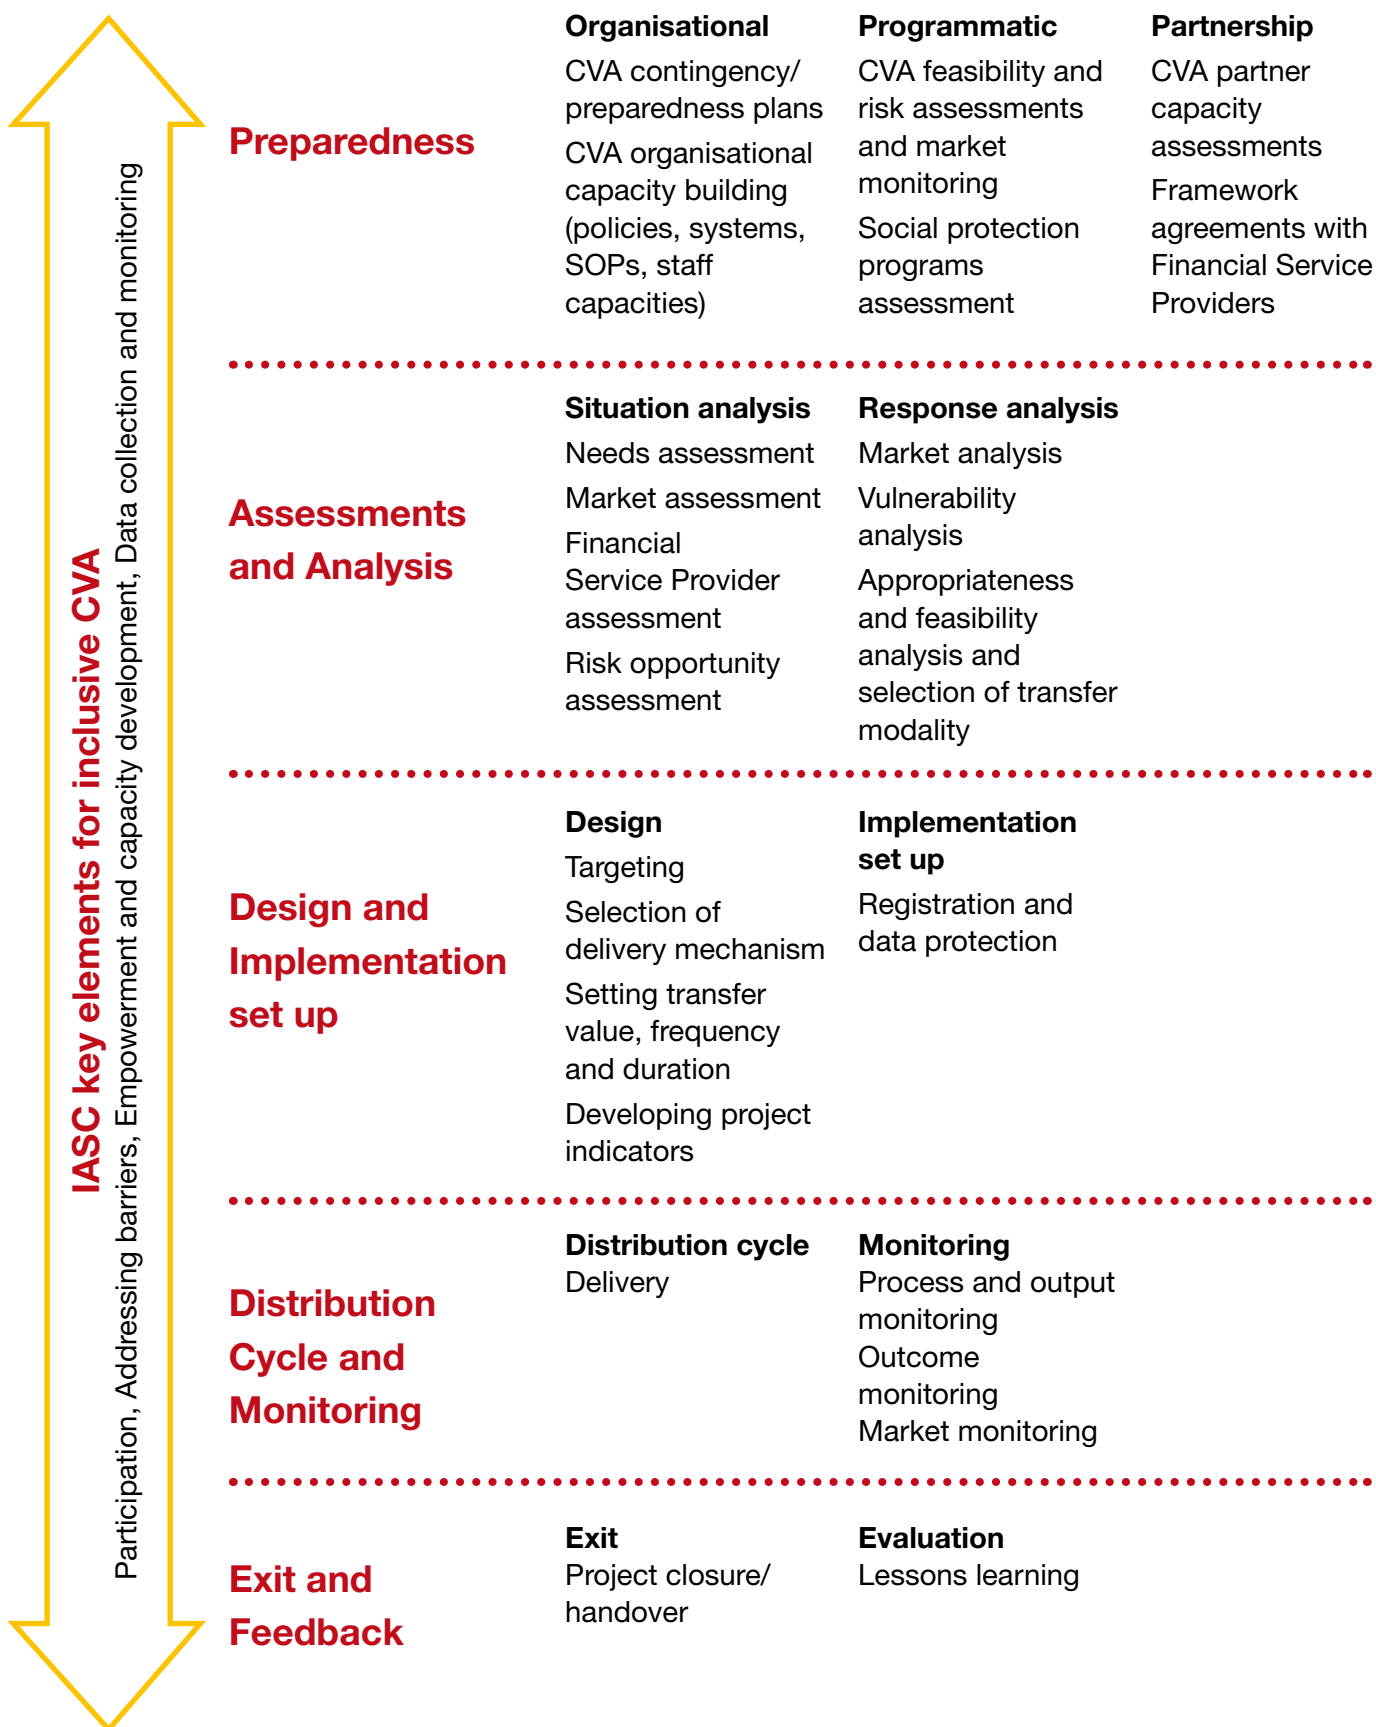 IASC key elements for inclusive CVA
Participation, Addressing barriers, Empowerment and capacity development, Data collection and monitoring
Preparedness
Organisational
CVA contingency/
preparedness plans
CVA organisational
capacity building
(policies, systems,
SOPs, staff
capacities)
Programmatic
CVA feasibility and
risk assessments
and market
monitoring
Social protection
programs
assessment
Partnership
CVA partner
capacity
assessments
Framework
agreements with
Financial Service
Providers
Assessments
and Analysis
Situation analysis
Needs assessment
Market assessment
Financial
Service Provider
assessment
Risk opportunity
assessment
Response analysis
Market analysis
Vulnerability
analysis
Appropriateness
and feasibility
analysis and
selection of transfer
modality
Design and
Implementation
set up
Design
Targeting
Selection of
delivery mechanism
Setting transfer
value, frequency
and duration
Developing project
indicators
Implementation
set up
Registration and
data protection
Distribution
Cycle and
Monitoring
Distribution cycle
Delivery
Monitoring
Process and output
monitoring
Outcome
monitoring
Market monitoring
Exit and
Feedback
Exit
Project closure/
handover
Evaluation
Lessons learning